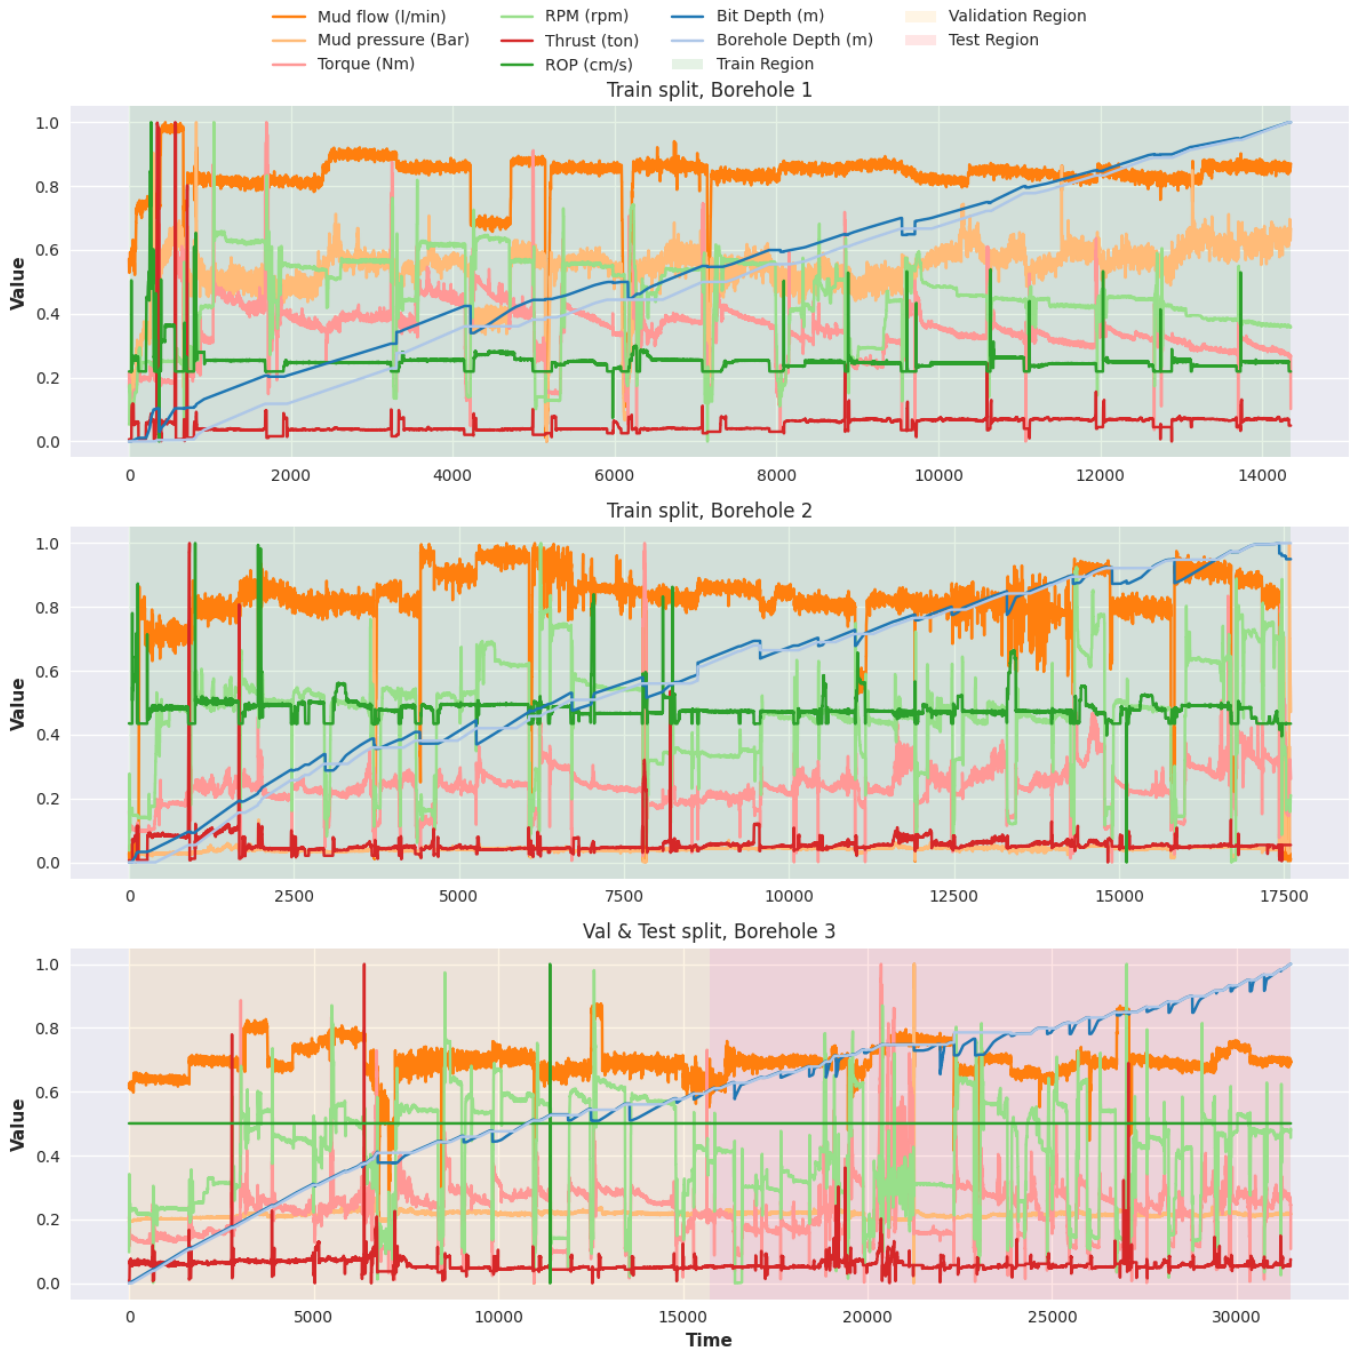 Mud flow (l/min) RPM (rpm) Bit Depth (m) Validation Region
Mud pressure (Bar) Thrust (ton) Borehole Depth (m) Test Region
Torque (Nm) ROP (cm/s) Train Region
Train split, Borehole 1
1.0
0.8
0.6
0.4
0.2
0.0
Value
0 2000 4000 6000 8000 10000 12000 14000
Train split, Borehole 2
1.0
0.8
0.6
0.4
0.2
0.0
Value
0 2500 5000 7500 10000 12500 15000 17500
Val & Test split, Borehole 3
1.0
0.8
0.6
0.4
0.2
0.0
Value
0 5000 10000 15000 20000 25000 30000
Time